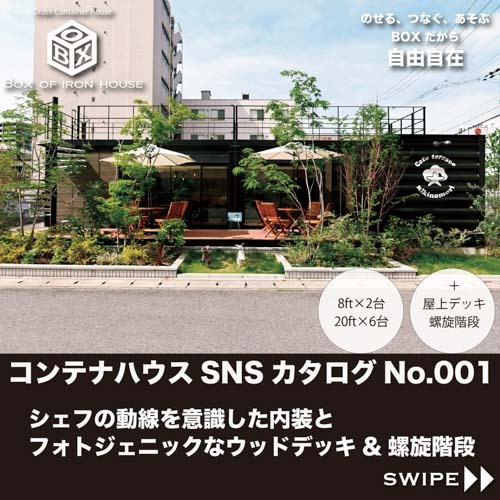 Order Container House
BOX
BOX OF IRON HOUSE
のせる、つなぐ、あそぶ
BOX だから
自由自在
Cafe terrace
Kikinomori
8ft×2台
20ft×6台
+
屋上デッキ
螺旋階段
コンテナハウス SNS カタログ No.001
シェフの動線を意識した内装と
フォトジェニックなウッドデッキ & 螺旋階段
SWIPE